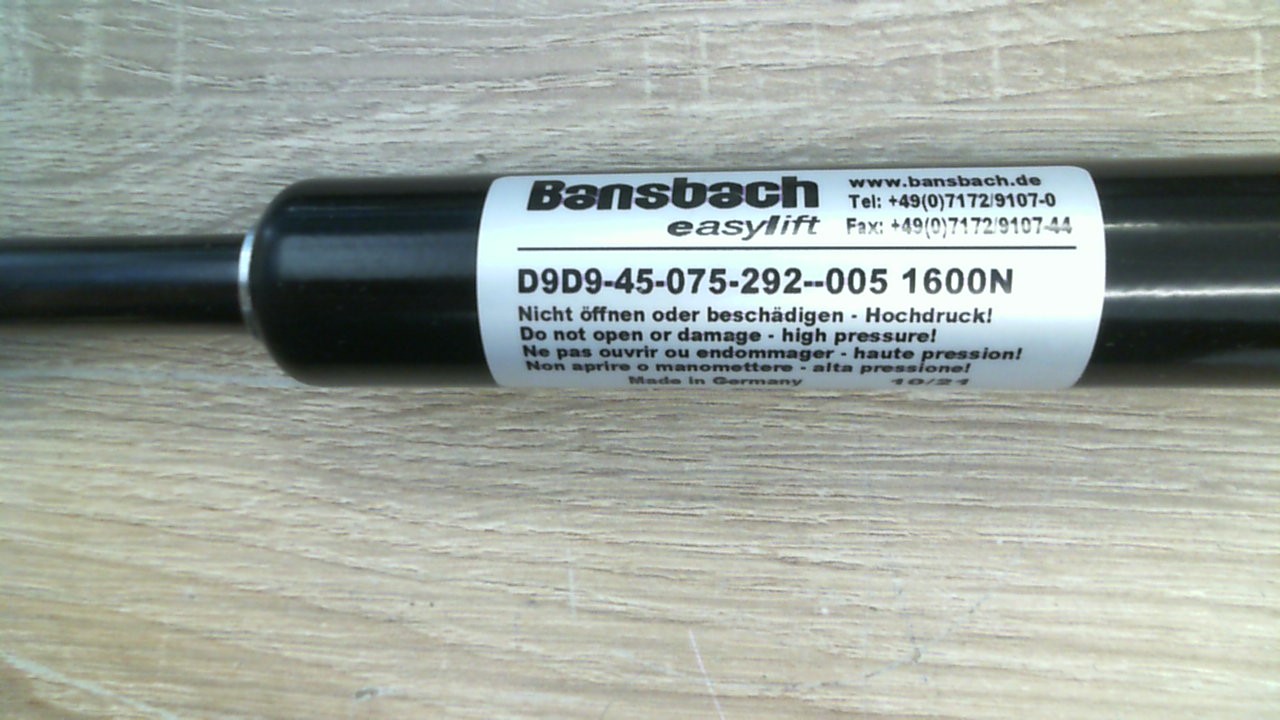 Bansbach
easylift
www.bansbach.de
Tel: +49(0)7172/9107-0
Fax: +49(0)7172/9107-44
D9D9-45-075-292--005 1600N
Nicht öffnen oder beschädigen - Hochdruck!
Do not open or damage - high pressure!
Ne pas ouvrir ou endommager - haute pression!
Non aprire o manomettere - alta pressione!
Made in Germany 10/21